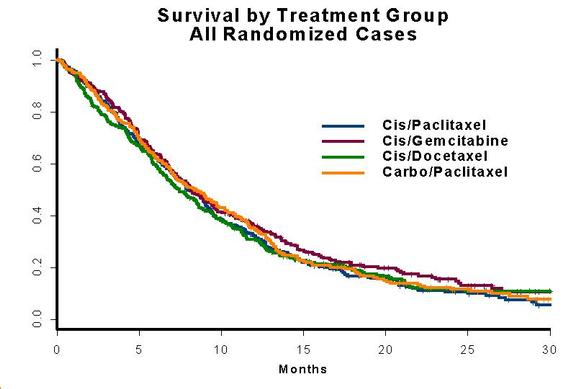 Survival by Treatment Group
All Randomized Cases
1.0
0.8
0.6
0.4
0.2
0.0
Cis/Paclitaxel
Cis/Gemcitabine
Cis/Docetaxel
Carbo/Paclitaxel
0 5 10 15 20 25 30
Months